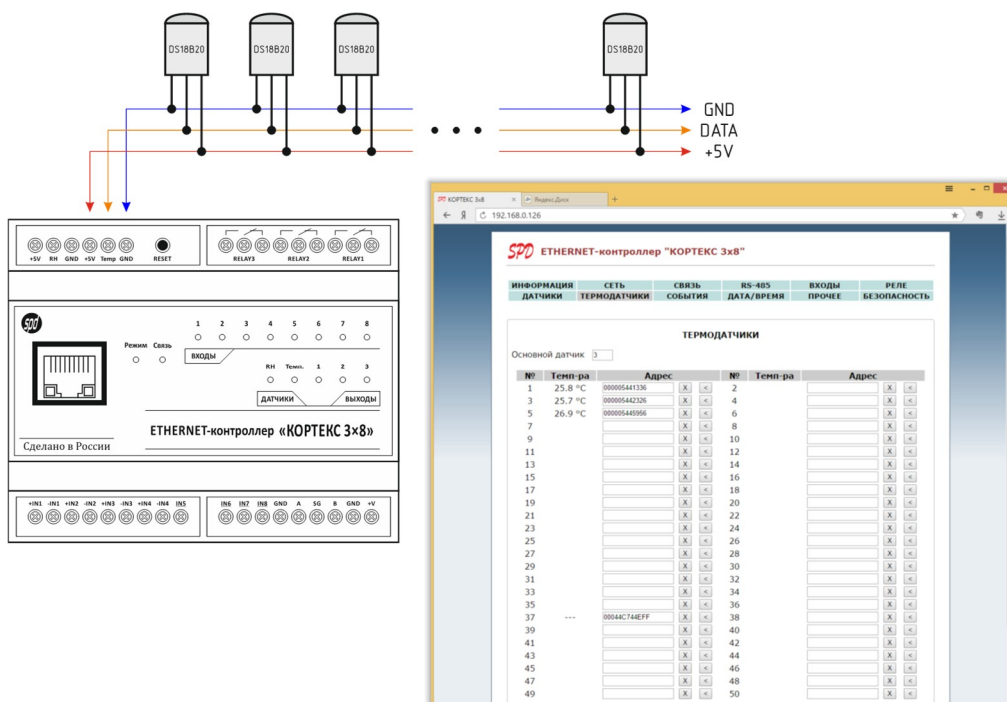 DS18B20 DS18B20 DS18B20 DS18B20
GND
DATA
+5V
SPD КОРТЕКС 3x8 × Яндекс.Диск +
192.168.0.126
SPD ETHERNET-контроллер "КОРТЕКС 3x8"
ИНФОРМАЦИЯ СЕТЬ СВЯЗЬ RS-485 ВХОДЫ РЕЛЕ
ДАТЧИКИ ТЕРМОДАТЧИКИ СОБЫТИЯ ДАТА/ВРЕМЯ ПРОЧЕЕ БЕЗОПАСНОСТЬ
ТЕРМОДАТЧИКИ
Основной датчик 3
№ Темп-ра Адрес № Темп-ра Адрес
1 25.8 °C 000005441336 X < 2 X <
3 25.7 °C 000005442326 X < 4 X <
5 26.9 °C 000005445956 X < 6 X <
7 X < 8 X <
9 X < 10 X <
11 X < 12 X <
13 X < 14 X <
15 X < 16 X <
17 X < 18 X <
19 X < 20 X <
21 X < 22 X <
23 X < 24 X <
25 X < 26 X <
27 X < 28 X <
29 X < 30 X <
31 X < 32 X <
33 X < 34 X <
35 X < 36 X <
37 --- 00044C744EFF X < 38 X <
39 X < 40 X <
41 X < 42 X <
43 X < 44 X <
45 X < 46 X <
47 X < 48 X <
49 X < 50 X <
RELAY3 RELAY2 RELAY1
+5V RH GND +5V Temp GND RESET
spd
1 2 3 4 5 6 7 8
Режим Связь
ВХОДЫ
RH Темп. 1 2 3
ДАТЧИКИ ВЫХОДЫ
ETHERNET-контроллер «КОРТЕКС 3×8»
Сделано в России
+IN1 -IN1 +IN2 -IN2 +IN3 -IN3 +IN4 -IN4 IN5
IN6 IN7 IN8 GND A SG B GND +V